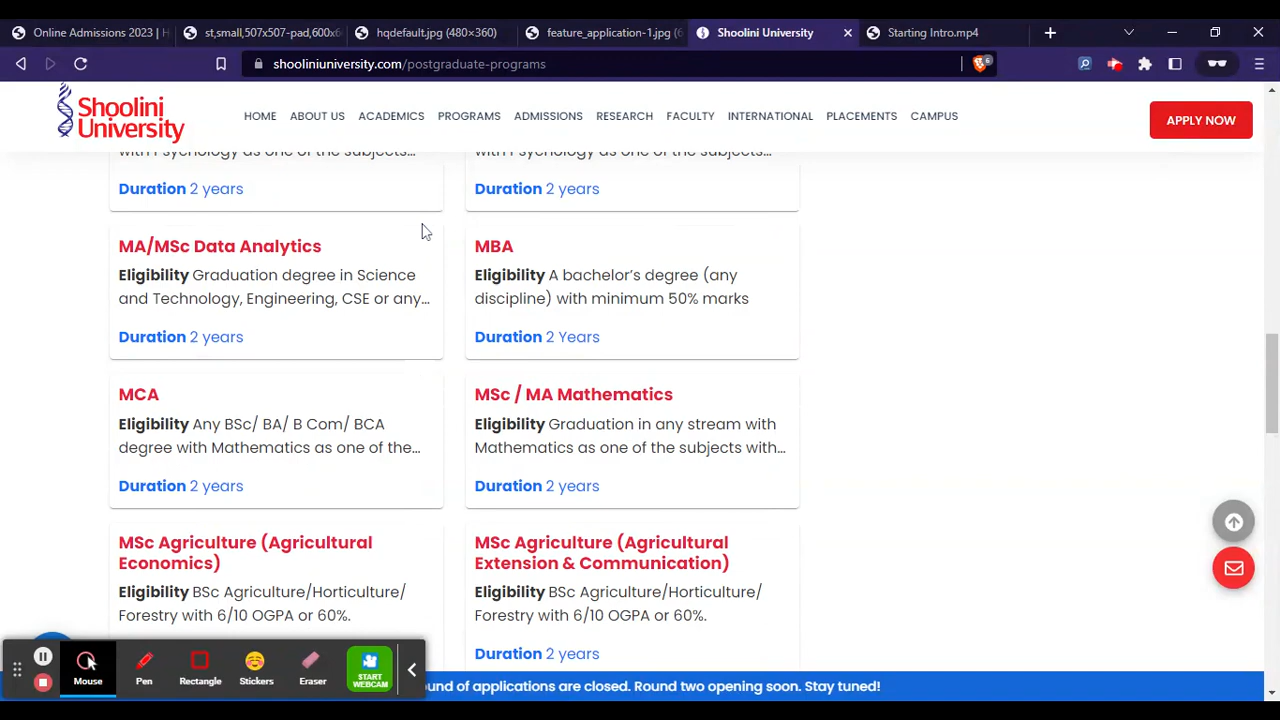 Online Admissions 2023 | H
st,small,507x507-pad,600x6
hqdefault.jpg (480×360)
feature_application-1.jpg (6
Shoolini University
Starting Intro.mp4
shooliniuniversity.com/postgraduate-programs
6
Shoolini
University
HOME ABOUT US ACADEMICS PROGRAMS ADMISSIONS RESEARCH FACULTY INTERNATIONAL PLACEMENTS CAMPUS
APPLY NOW
with Psychology as one of the subjects...
Duration 2 years
with Psychology as one of the subjects...
Duration 2 years
MA/MSc Data Analytics
Eligibility Graduation degree in Science
and Technology, Engineering, CSE or any...
Duration 2 years
MBA
Eligibility A bachelor's degree (any
discipline) with minimum 50% marks
Duration 2 Years
MCA
Eligibility Any BSc/ BA/ B Com/ BCA
degree with Mathematics as one of the...
Duration 2 years
MSc / MA Mathematics
Eligibility Graduation in any stream with
Mathematics as one of the subjects with...
Duration 2 years
MSc Agriculture (Agricultural
Economics)
Eligibility BSc Agriculture/Horticulture/
Forestry with 6/10 OGPA or 60%.
MSc Agriculture (Agricultural
Extension & Communication)
Eligibility BSc Agriculture/Horticulture/
Forestry with 6/10 OGPA or 60%.
Duration 2 years
Mouse
Pen
Rectangle
Stickers
Eraser
START
WEBCAM
ound of applications are closed. Round two opening soon. Stay tuned!